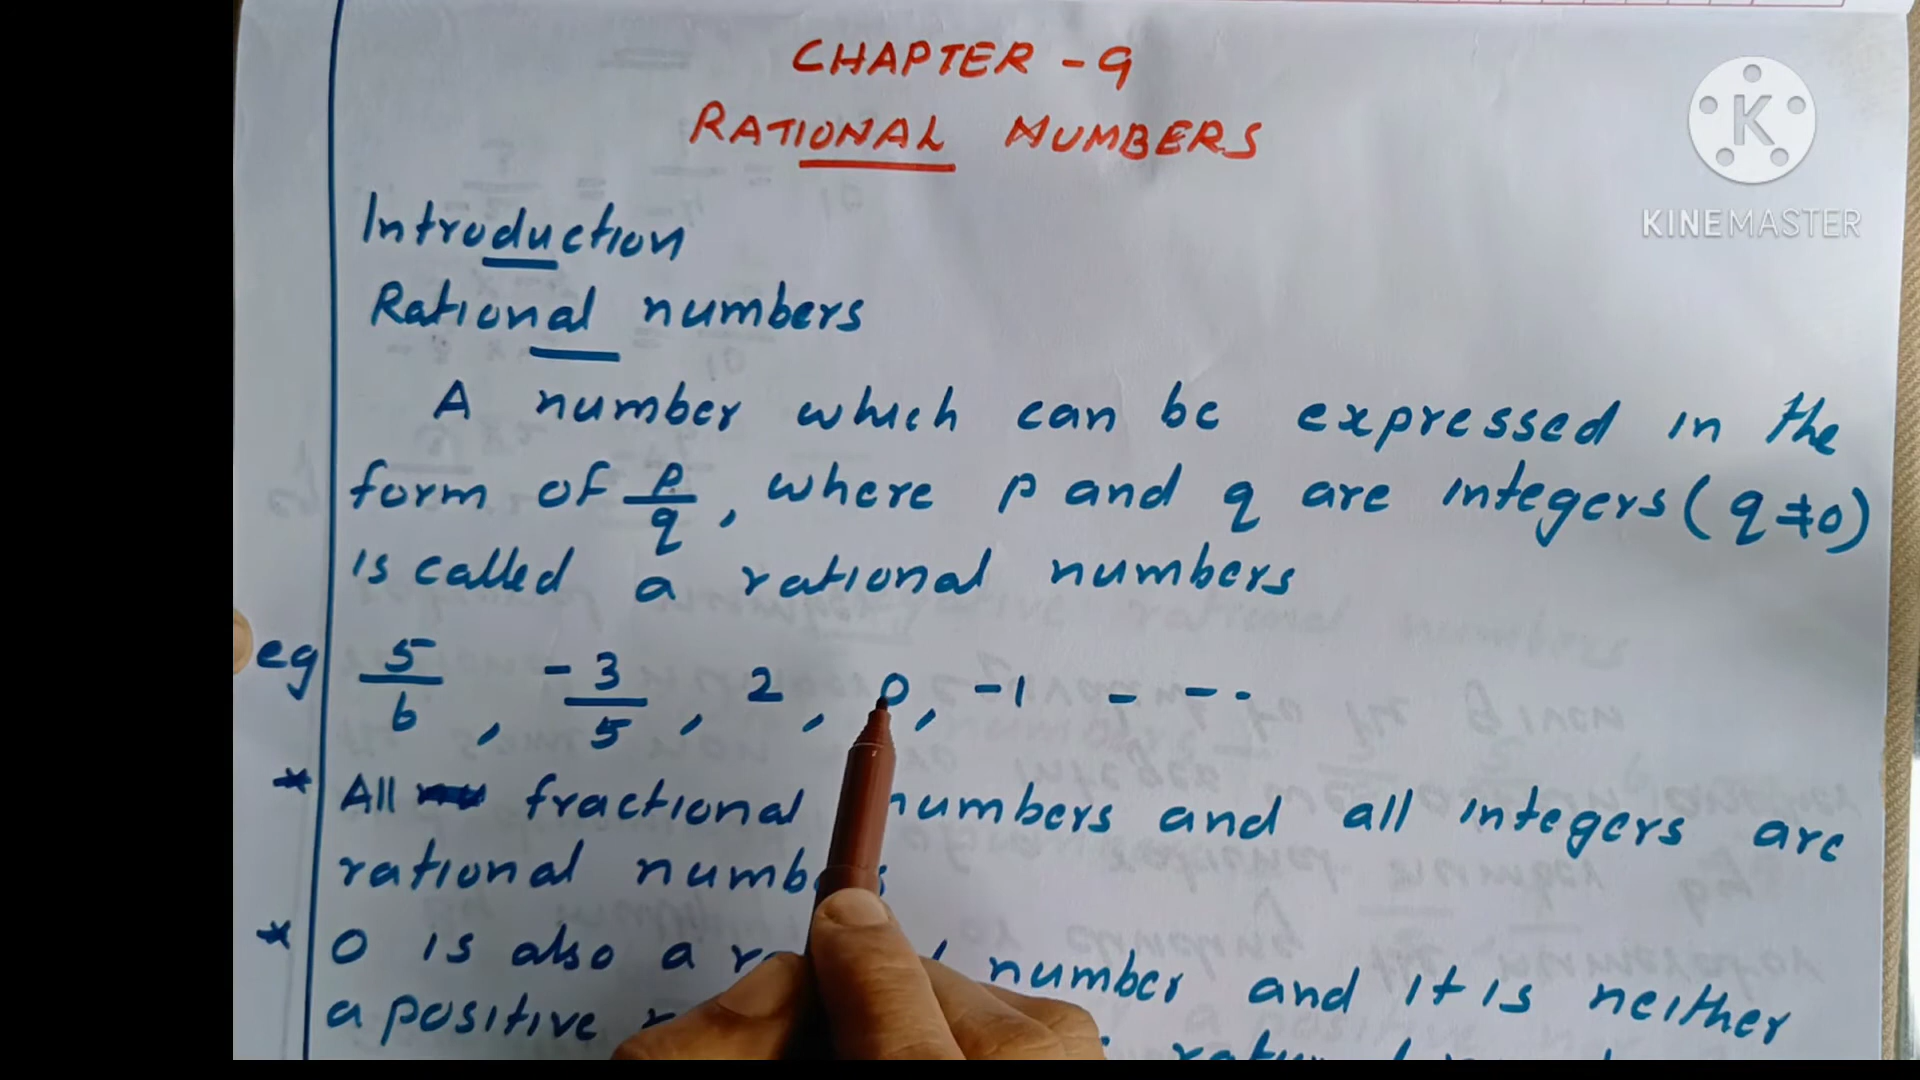 CHAPTER - 9
RATIONAL NUMBERS
K
KINEMASTER
Introduction
Rational numbers
A number which can be expressed in the
form of p/q, where p and q are integers (q ≠ 0)
is called a rational numbers
eg 5/6, -3/5, 2, 0, -1 - - -
* All fractional numbers and all integers are
rational
* 0 is also a number and it is neither
a positive